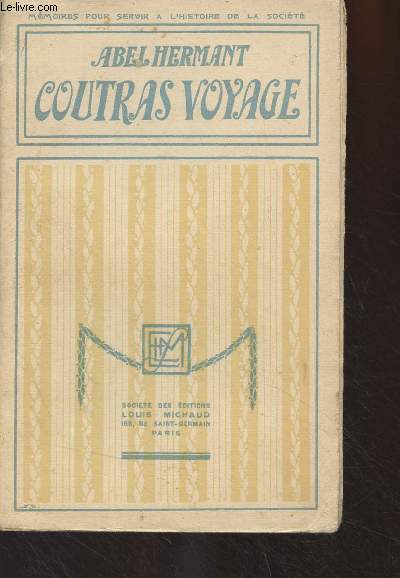 Le-Livre.com
MÉMOIRES POUR SERVIR A L'HISTOIRE DE LA SOCIÉTÉ
ABEL HERMANT
COUTRAS VOYAGE
SOCIÉTÉ DES ÉDITIONS
LOUIS-MICHAUD
168, Bd. SAINT-GERMAIN
PARIS